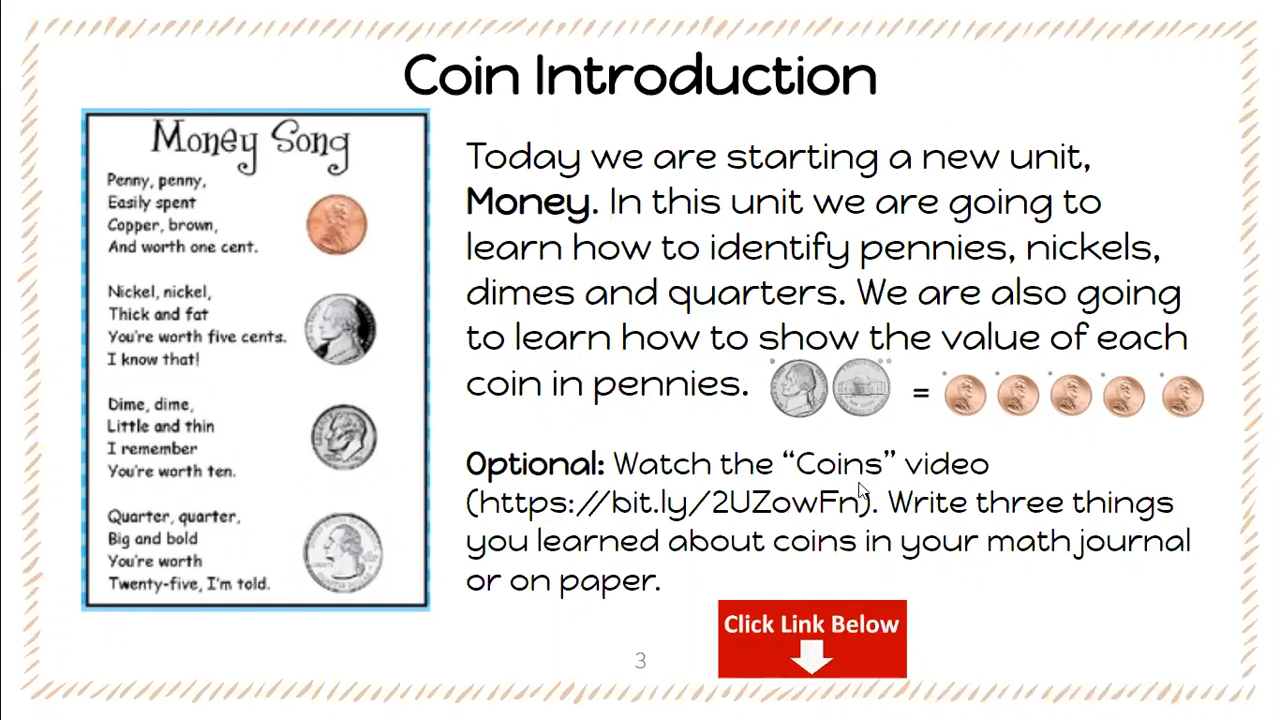 Coin Introduction
Money Song
Penny, penny,
Easily spent
Copper, brown,
And worth one cent.
Nickel, nickel,
Thick and fat
You're worth five cents.
I know that!
Dime, dime,
Little and thin
I remember
You're worth ten.
Quarter, quarter,
Big and bold
You're worth
Twenty-five, I'm told.
Today we are starting a new unit,
Money. In this unit we are going to
learn how to identify pennies, nickels,
dimes and quarters. We are also going
to learn how to show the value of each
coin in pennies. =
Optional: Watch the “Coins” video
(https://bit.ly/2UZowFn). Write three things
you learned about coins in your math journal
or on paper.
Click Link Below
3